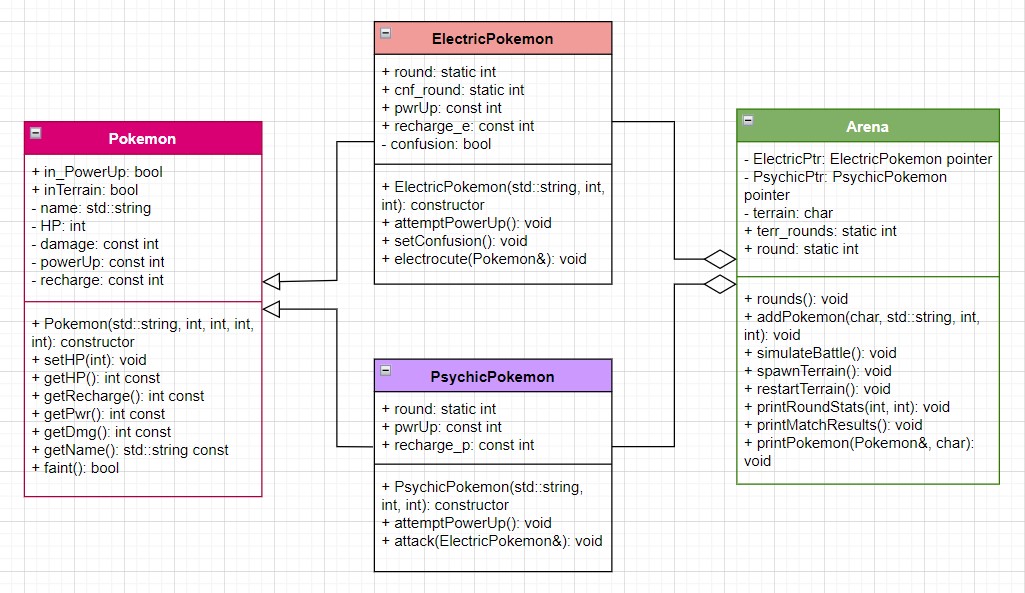 Pokemon
+ in_PowerUp: bool
+ inTerrain: bool
- name: std::string
- HP: int
- damage: const int
- powerUp: const int
- recharge: const int
+ Pokemon(std::string, int, int, int,
int): constructor
+ setHP(int): void
+ getHP(): int const
+ getRecharge(): int const
+ getPwr(): int const
+ getDmg(): int const
+ getName(): std::string const
+ faint(): bool
ElectricPokemon
+ round: static int
+ cnf_round: static int
+ pwrUp: const int
+ recharge_e: const int
- confusion: bool
+ ElectricPokemon(std::string, int,
int): constructor
+ attemptPowerUp(): void
+ setConfusion(): void
+ electrocute(Pokemon&): void
PsychicPokemon
+ round: static int
+ pwrUp: const int
+ recharge_p: const int
+ PsychicPokemon(std::string,
int, int): constructor
+ attemptPowerUp(): void
+ attack(ElectricPokemon&): void
Arena
- ElectricPtr: ElectricPokemon pointer
- PsychicPtr: PsychicPokemon
pointer
- terrain: char
+ terr_rounds: static int
+ round: static int
+ rounds(): void
+ addPokemon(char, std::string, int,
int): void
+ simulateBattle(): void
+ spawnTerrain(): void
+ restartTerrain(): void
+ printRoundStats(int, int): void
+ printMatchResults(): void
+ printPokemon(Pokemon&, char):
void